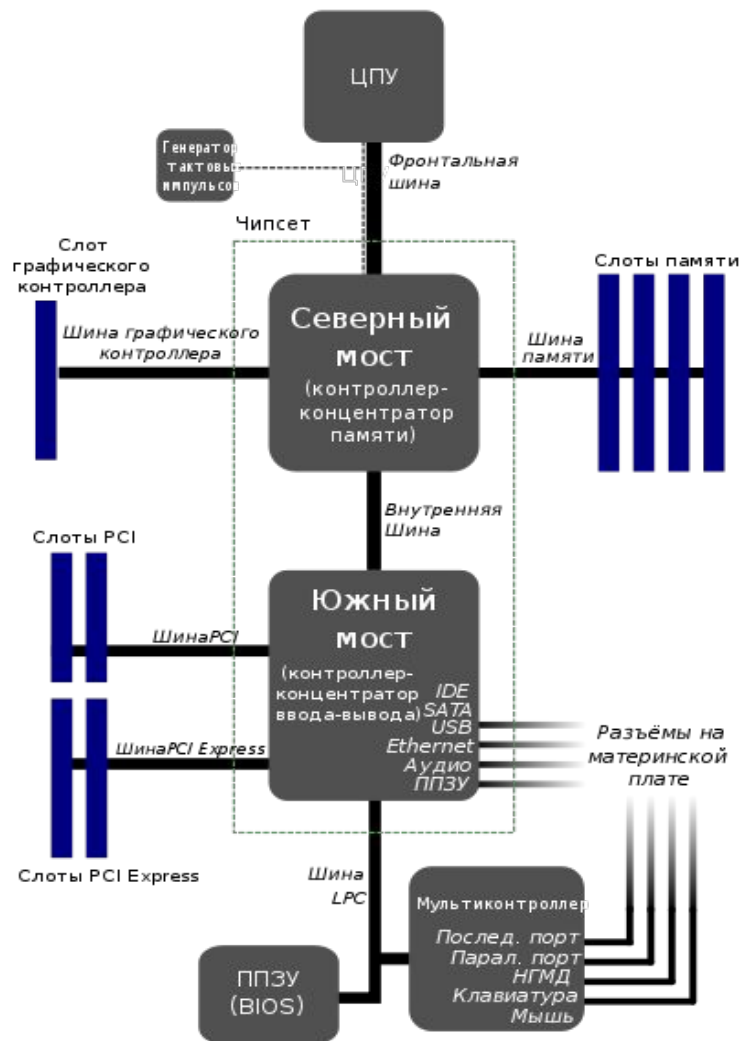 ЦПУ
Генератор
тактовых
импульсов
Фронтальная
шина
Чипсет
Слот
графического
контроллера
Слоты памяти
Шина графического
контроллера
Северный
мост
(контроллер-
концентратор
памяти)
Шина
памяти
Внутренняя
Шина
Слоты PCI
ШинаPCI
Южный
мост
(контроллер-
концентратор
ввода-вывода)
IDE
SATA
USB
Ethernet
Аудио
ППЗУ
Разъёмы на
материнской
плате
ШинаPCI Express
Слоты PCI Express
Шина
LPC
Мультиконтроллер
Послед. порт
Парал. порт
НГМД
Клавиатура
Мышь
ППЗУ
(BIOS)